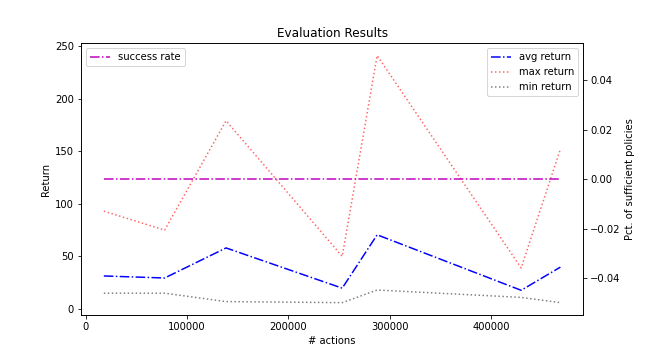 Evaluation Results
success rate
avg return
max return
min return
250
200
150
100
50
0
Return
0.04
0.02
0.00
−0.02
−0.04
Pct. of sufficient policies
0
100000
200000
300000
400000
# actions